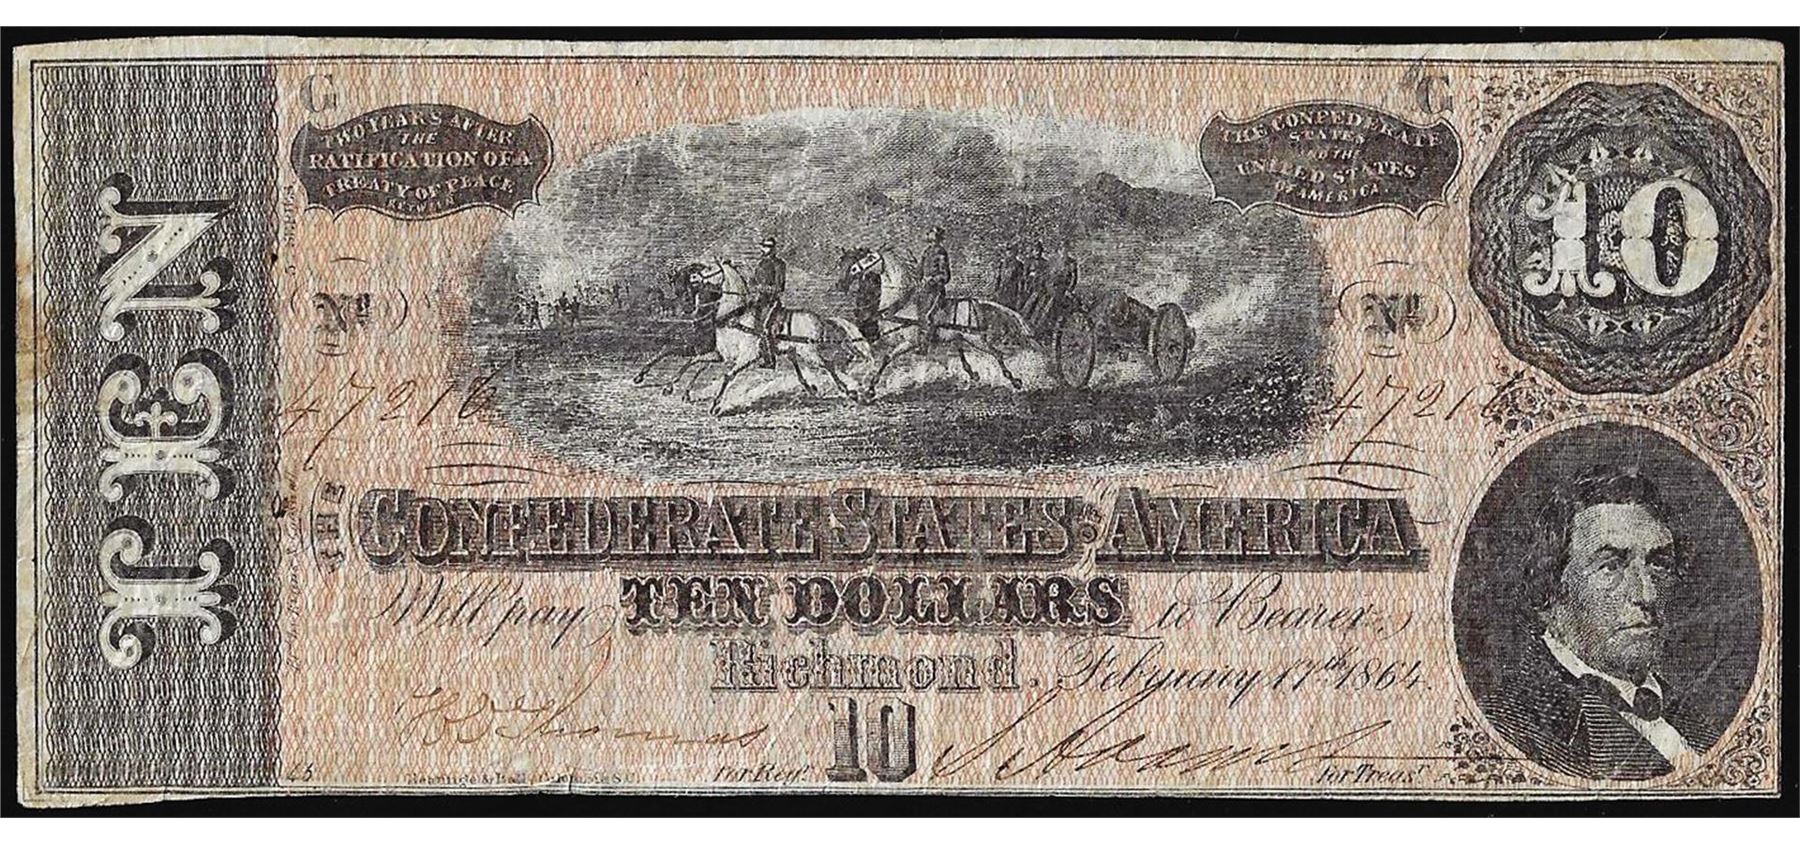 TEN
G
G
TWO YEARS AFTER
THE
RATIFICATION OF A
TREATY OF PEACE
BETWEEN
THE CONFEDERATE
STATES
AND THE
UNITED STATES
OF AMERICA
10
No
No
47216
47216
THE
CONFEDERATE STATES OF AMERICA
Will pay TEN DOLLARS to Bearer
Richmond. February 17th 1864.
10
for Regr.
for Treasr